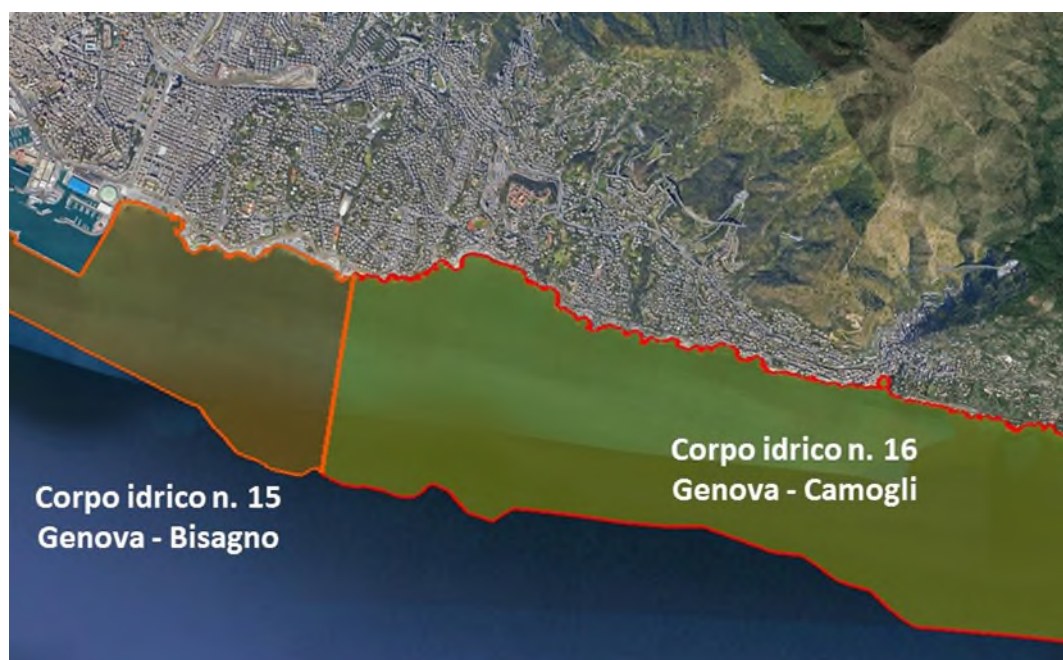 Corpo idrico n. 15
Genova - Bisagno
Corpo idrico n. 16
Genova - Camogli